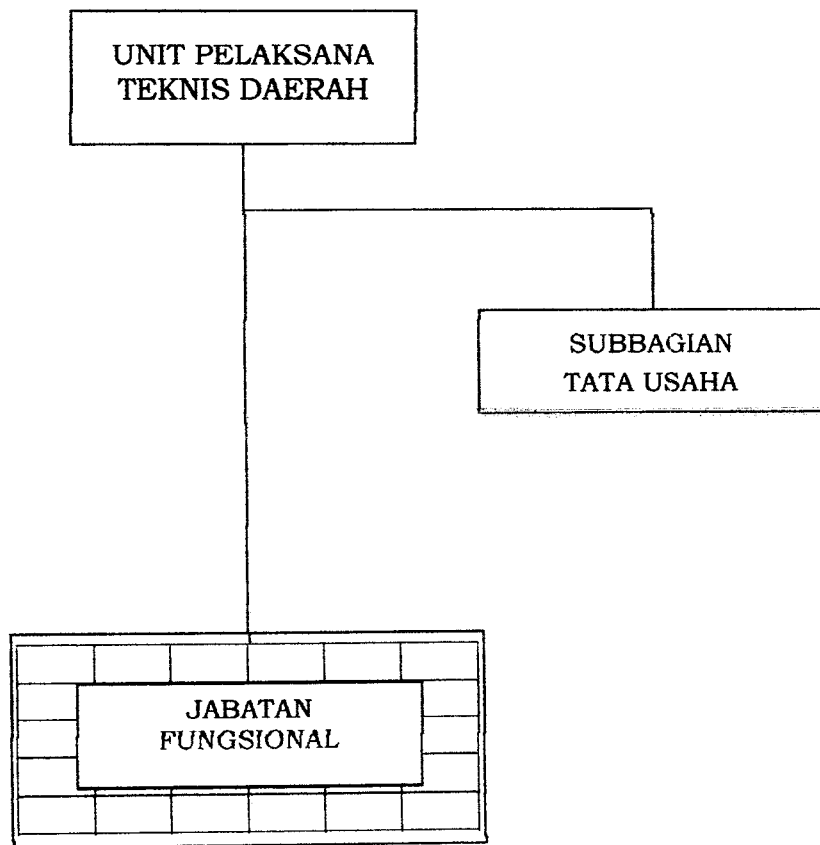 UNIT PELAKSANA
TEKNIS DAERAH
SUBBAGIAN
TATA USAHA
JABATAN
FUNGSIONAL